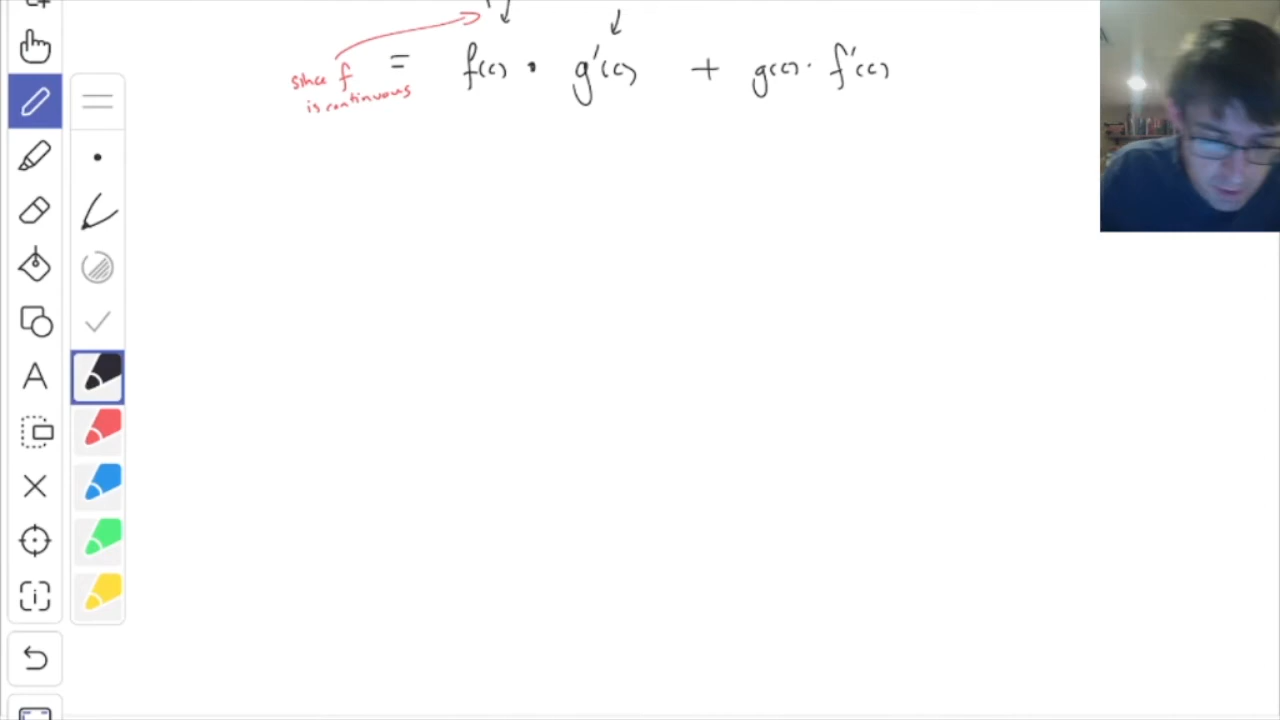 = f(c) · g'(c) + g(c) · f'(c)
since f
is continuous
A